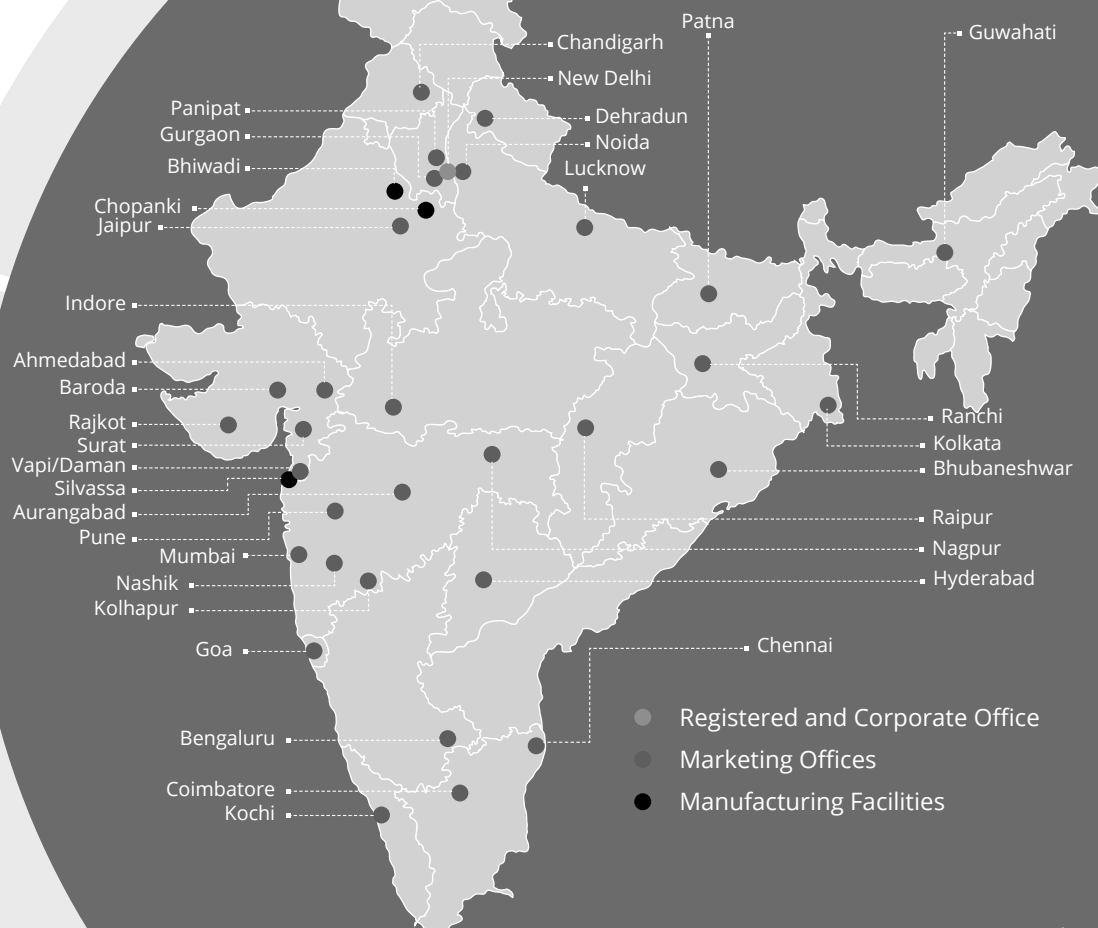 Patna
Guwahati
Chandigarh
New Delhi
Panipat
Dehradun
Gurgaon
Noida
Bhiwadi
Lucknow
Chopanki
Jaipur
Indore
Ahmedabad
Baroda
Rajkot
Surat
Vapi/Daman
Silvassa
Aurangabad
Pune
Mumbai
Nashik
Kolhapur
Goa
Bengaluru
Coimbatore
Kochi
Ranchi
Kolkata
Bhubaneshwar
Raipur
Nagpur
Hyderabad
Chennai
Registered and Corporate Office
Marketing Offices
Manufacturing Facilities